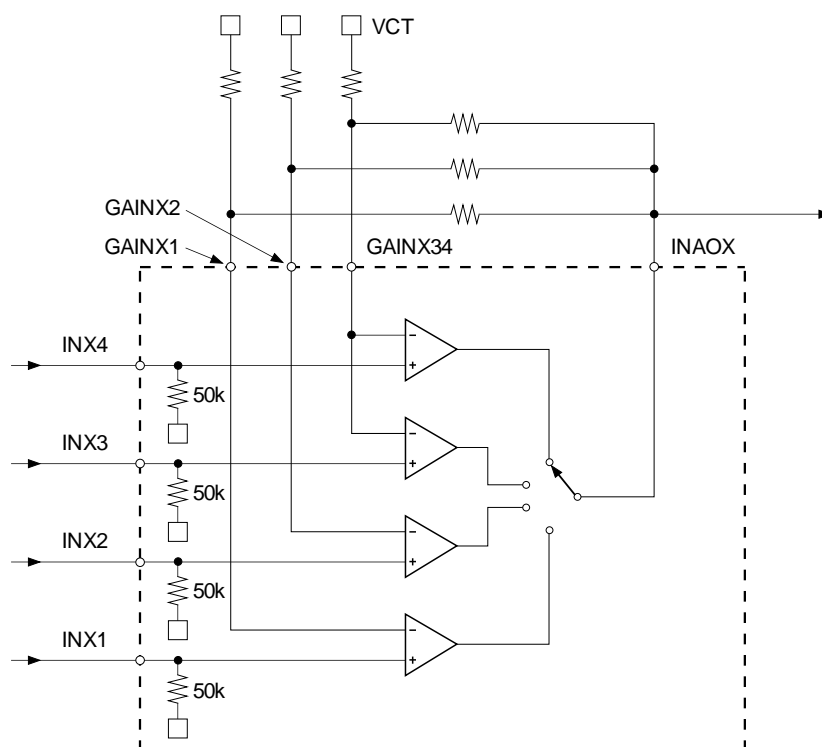 VCT
GAINX2
GAINX1
GAINX34
INAOX
INX4
50k
INX3
50k
INX2
50k
INX1
50k